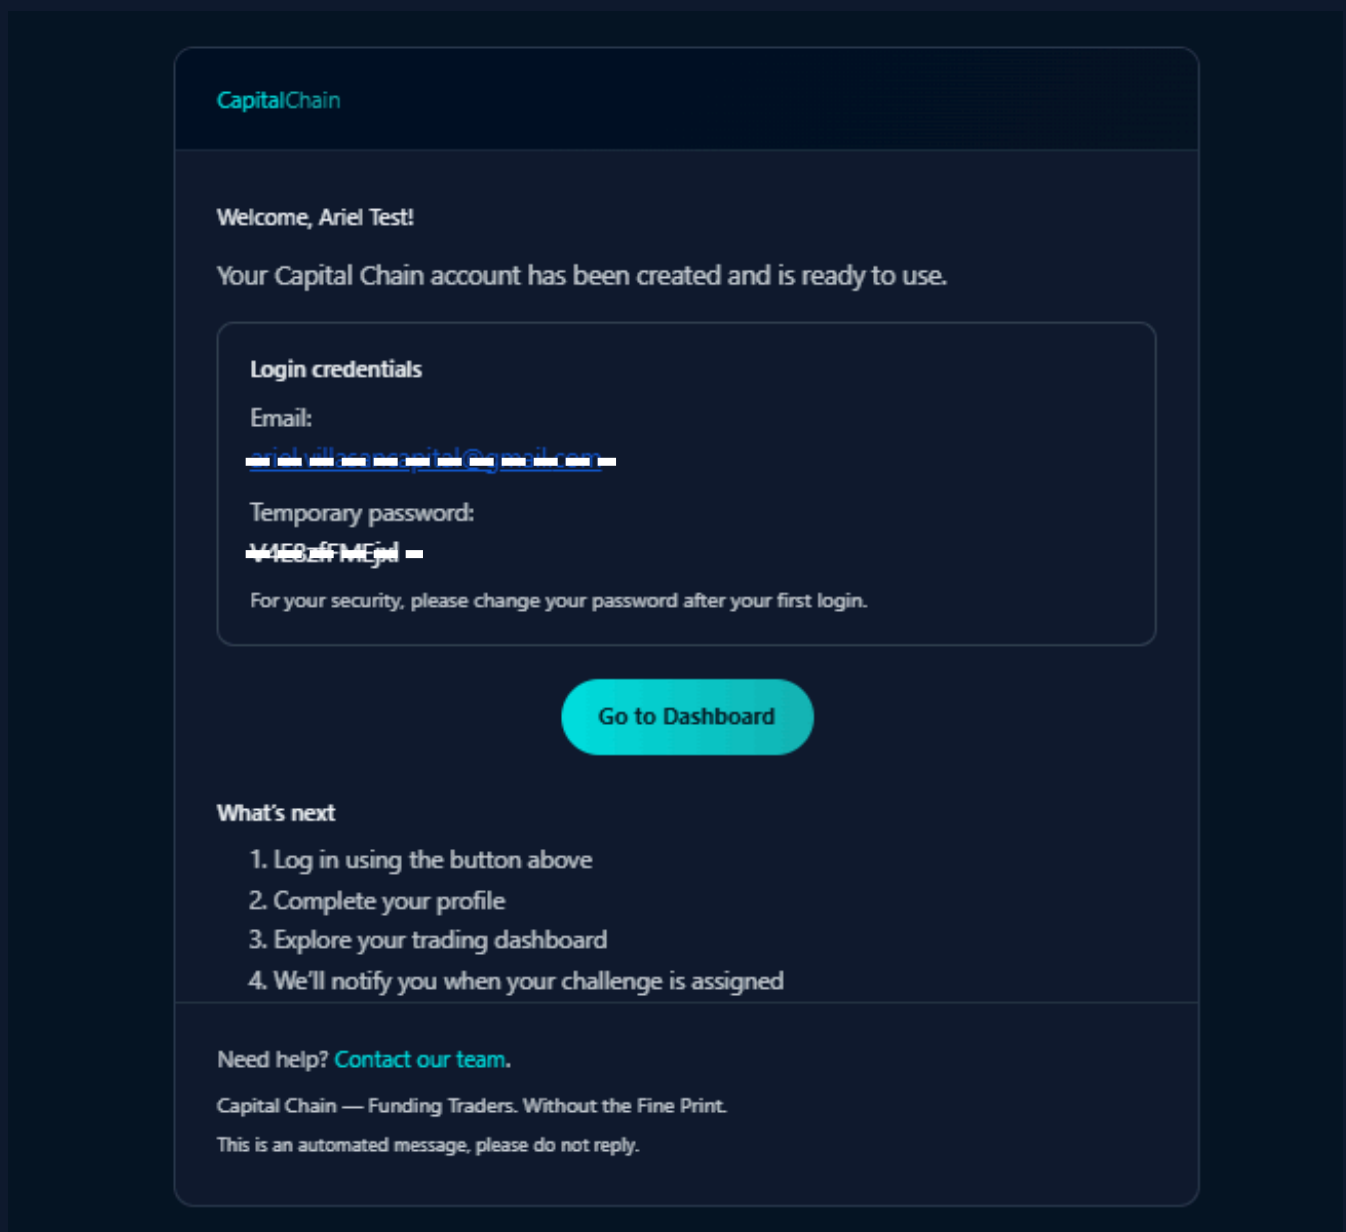 CapitalChain
Welcome, Ariel Test!
Your Capital Chain account has been created and is ready to use.
Login credentials
Email:
Temporary password:
For your security, please change your password after your first login.
Go to Dashboard
What's next
1. Log in using the button above
2. Complete your profile
3. Explore your trading dashboard
4. We'll notify you when your challenge is assigned
Need help? Contact our team.
Capital Chain — Funding Traders. Without the Fine Print.
This is an automated message, please do not reply.